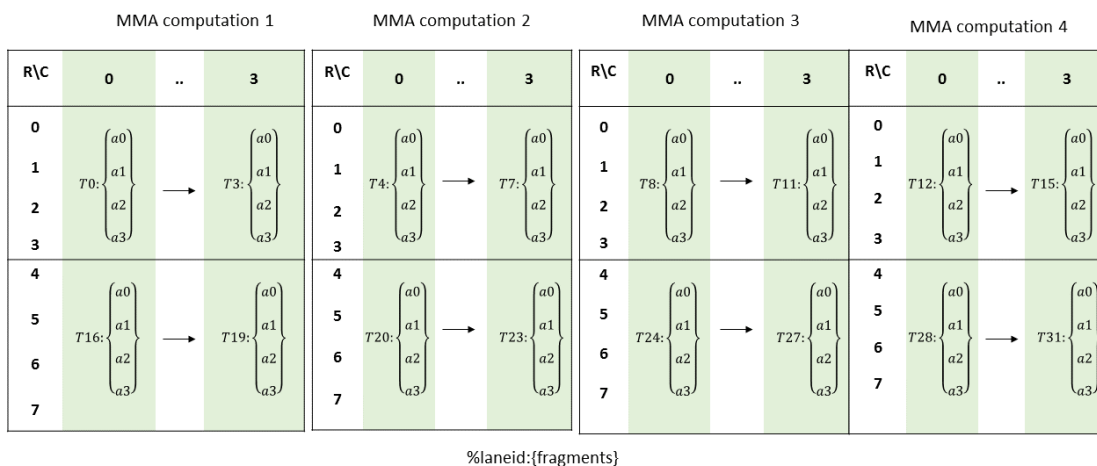 MMA computation 1 MMA computation 2 MMA computation 3 MMA computation 4
R\C 0 .. 3 R\C 0 .. 3 R\C 0 .. 3 R\C 0 .. 3
0 a0 a0 0 a0 a0 0 a0 a0 0 a0 a0
1 a1 a1 1 a1 a1 1 a1 a1 1 a1 a1
T0: T3: T4: T7: T8: T11: T12: T15:
2 a2 a2 2 a2 a2 2 a2 a2 2 a2 a2
3 a3 a3 3 a3 a3 3 a3 a3 3 a3 a3
4 a0 a0 4 a0 a0 4 a0 a0 4 a0 a0
5 a1 a1 5 a1 a1 5 a1 a1 5 a1 a1
T16: T19: T20: T23: T24: T27: T28: T31:
6 a2 a2 6 a2 a2 6 a2 a2 6 a2 a2
7 a3 a3 7 a3 a3 7 a3 a3 7 a3 a3
%laneid:{fragments}